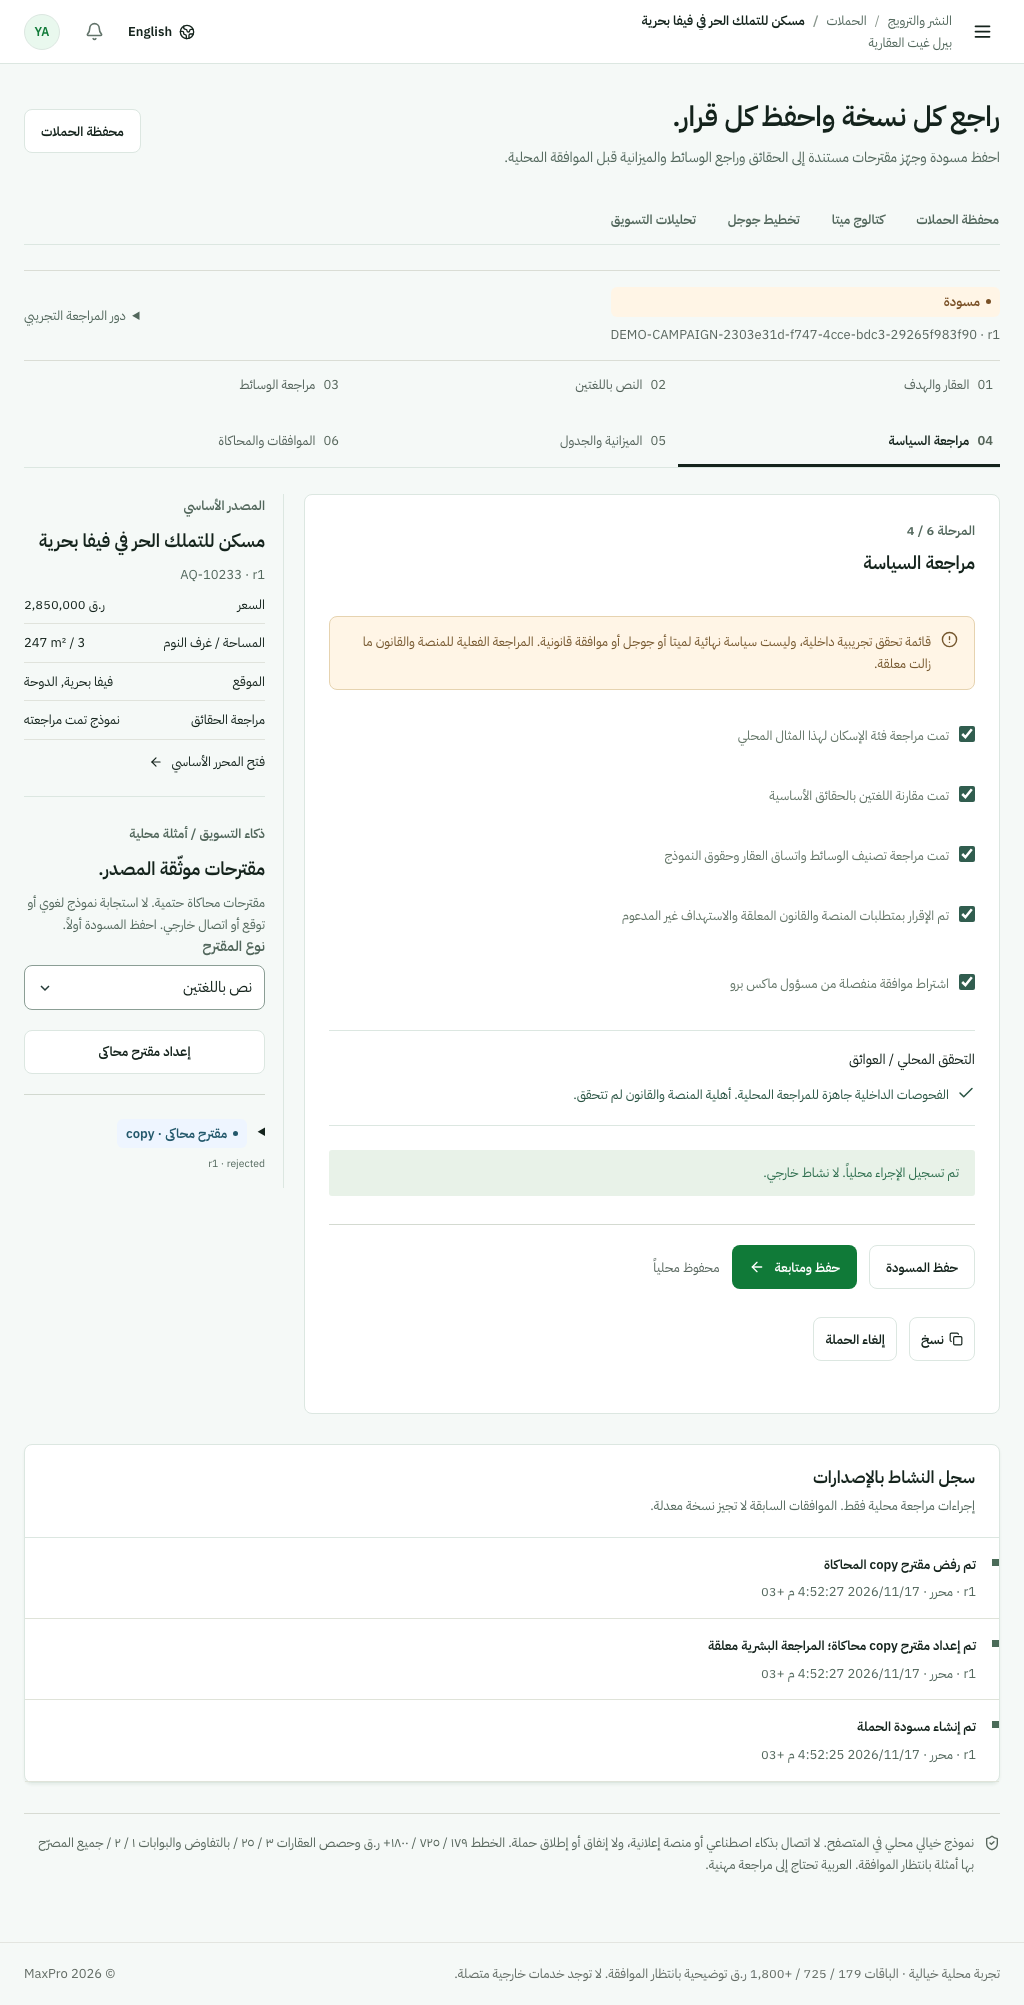 النشر والترويج / الحملات / مسكن للتملك الحر في فيفا بحرية
بيرل غيت العقارية
English
YA
راجع كل نسخة واحفظ كل قرار.
احفظ مسودة وجهّز مقترحات مستندة إلى الحقائق وراجع الوسائط والميزانية قبل الموافقة المحلية.
محفظة الحملات
محفظة الحملات
كتالوج ميتا
تخطيط جوجل
تحليلات التسويق
مسودة
DEMO-CAMPAIGN-2303e31d-f747-4cce-bdc3-29265f983f90 · r1
دور المراجعة التجريبي
01 العقار والهدف
02 النص باللغتين
03 مراجعة الوسائط
04 مراجعة السياسة
05 الميزانية والجدول
06 الموافقات والمحاكاة
المرحلة 6 / 4
مراجعة السياسة
قائمة تحقق تجريبية داخلية، وليست سياسة نهائية لميتا أو جوجل أو موافقة قانونية. المراجعة الفعلية للمنصة والقانون ما
زالت معلقة.
تمت مراجعة فئة الإسكان لهذا المثال المحلي
تمت مقارنة اللغتين بالحقائق الأساسية
تمت مراجعة تصنيف الوسائط واتساق العقار وحقوق النموذج
تم الإقرار بمتطلبات المنصة والقانون المعلقة والاستهداف غير المدعوم
اشتراط موافقة منفصلة من مسؤول ماكس برو
التحقق المحلي / العوائق
الفحوصات الداخلية جاهزة للمراجعة المحلية. أهلية المنصة والقانون لم تتحقق.
تم تسجيل الإجراء محلياً. لا نشاط خارجي.
حفظ المسودة
حفظ ومتابعة
محفوظ محلياً
نسخ
إلغاء الحملة
المصدر الأساسي
مسكن للتملك الحر في فيفا بحرية
AQ-10233 · r1
السعر
ر.ق 2,850,000
المساحة / غرف النوم
247 m² / 3
الموقع
فيفا بحرية, الدوحة
مراجعة الحقائق
نموذج تمت مراجعته
فتح المحرر الأساسي
ذكاء التسويق / أمثلة محلية
مقترحات موثّقة المصدر.
مقترحات محاكاة حتمية. لا استجابة نموذج لغوي أو
توقع أو اتصال خارجي. احفظ المسودة أولاً.
نوع المقترح
نص باللغتين
إعداد مقترح محاكى
مقترح محاكى · copy
r1 · rejected
سجل النشاط بالإصدارات
إجراءات مراجعة محلية فقط. الموافقات السابقة لا تجيز نسخة معدلة.
تم رفض مقترح copy المحاكاة
r1 · محرر · 2026/11/17 4:52:27 م +03
تم إعداد مقترح copy محاكاة؛ المراجعة البشرية معلقة
r1 · محرر · 2026/11/17 4:52:27 م +03
تم إنشاء مسودة الحملة
r1 · محرر · 2026/11/17 4:52:25 م +03
نموذج خيالي محلي في المتصفح. لا اتصال بذكاء اصطناعي أو منصة إعلانية، ولا إنفاق أو إطلاق حملة. الخطط ١٧٩ / ٧٢٥ / ١٨٠٠+ ر.ق وحصص العقارات ٣ / ٢٥ / بالتفاوض والبوابات ١ / ٢ / جميع المصرّح
بها أمثلة بانتظار الموافقة. العربية تحتاج إلى مراجعة مهنية.
تجربة محلية خيالية · الباقات 179 / 725 / +1,800 ر.ق توضيحية بانتظار الموافقة. لا توجد خدمات خارجية متصلة.
© 2026 MaxPro